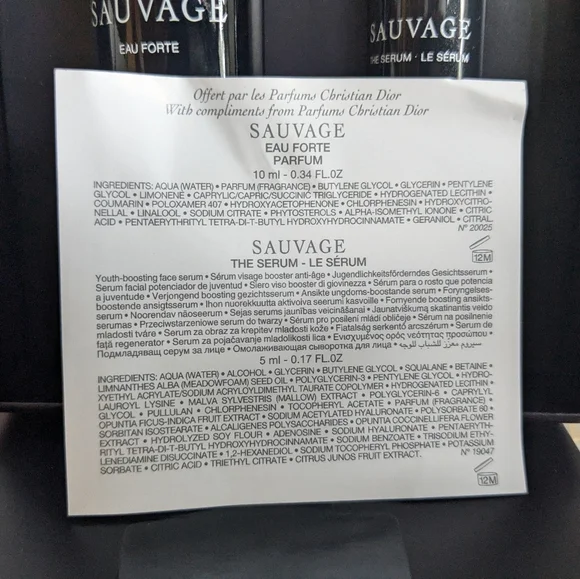 SAUVAGE
EAU FORTE
SAUVAGE
THE SERUM · LE SÉRUM
Offert par les Parfums Christian Dior
With compliments from Parfums Christian Dior
SAUVAGE
EAU FORTE
PARFUM
10 ml - 0.34 FL.OZ
INGREDIENTS: AQUA (WATER) • PARFUM (FRAGRANCE) • BUTYLENE GLYCOL • GLYCERIN • PENTYLENE
GLYCOL • LIMONENE • CAPRYLIC/CAPRIC/SUCCINIC TRIGLYCERIDE • HYDROGENATED LECITHIN •
COUMARIN • POLOXAMER 407 • HYDROXYACETOPHENONE • CHLORPHENESIN • HYDROXYCITRO-
NELLAL • LINALOOL • SODIUM CITRATE • PHYTOSTEROLS • ALPHA-ISOMETHYL IONONE • CITRIC
ACID • PENTAERYTHRITYL TETRA-DI-T-BUTYL HYDROXYHYDROCINNAMATE • GERANIOL • CITRAL.
N° 20025
12M
SAUVAGE
THE SERUM - LE SÉRUM
Youth-boosting face serum • Sérum visage booster anti-âge • Jugendlichkeitsförderndes Gesichtsserum •
Serum facial potenciador de juventud • Siero viso booster di giovinezza • Sérum para o rosto que potencia
a juventude • Verjongend boosting gezichtsserum • Ansikte ungdoms-boostande serum • Foryngelses-
boostende ansigtsserum • Ihon nuorekkuutta aktivoiva seerumi kasvoille • Fornyende boosting ansikts-
serum • Noorendav näoseerum • Sejas serums jaunības veicināšanai • Jaunatviškumą skatinantis veido
serumas • Przeciwstarzeniowe serum do twarzy • Sérum pro posílení mládí obličeje • Sérum na posilnenie
mladosti tváre • Serum za obraz za krepitev mladosti kože • Fiatalság serkentő arcszérum • Serum de
față regenerator • Serum za pojačavanje mladolikosti lica • Ενισχυμένος ορός νεότητας προσώπου •
Подмладяващ серум за лице • Омолаживающая сыворотка для лица • سيروم معزّز للشباب للوجه
5 ml - 0.17 FL.OZ
INGREDIENTS: AQUA (WATER) • ALCOHOL • GLYCERIN • BUTYLENE GLYCOL • SQUALANE • BETAINE •
LIMNANTHES ALBA (MEADOWFOAM) SEED OIL • POLYGLYCERIN-3 • PENTYLENE GLYCOL • HYDRO-
XYETHYL ACRYLATE/SODIUM ACRYLOYLDIMETHYL TAURATE COPOLYMER • HYDROGENATED LECITHIN •
LAUROYL LYSINE • MALVA SYLVESTRIS (MALLOW) EXTRACT • POLYGLYCERIN-6 • CAPRYLYL
GLYCOL • PULLULAN • CHLORPHENESIN • TOCOPHERYL ACETATE • PARFUM (FRAGRANCE) •
OPUNTIA FICUS-INDICA FRUIT EXTRACT • SODIUM ACETYLATED HYALURONATE • POLYSORBATE 60 •
SORBITAN ISOSTEARATE • ALCALIGENES POLYSACCHARIDES • OPUNTIA COCCINELLIFERA FLOWER
EXTRACT • HYDROLYZED SOY FLOUR • ADENOSINE • SODIUM HYALURONATE • PENTAERYTH-
RITYL TETRA-DI-T-BUTYL HYDROXYHYDROCINNAMATE • SODIUM BENZOATE • TRISODIUM ETHY-
LENEDIAMINE DISUCCINATE • 1,2-HEXANEDIOL • SODIUM TOCOPHERYL PHOSPHATE • POTASSIUM
SORBATE • CITRIC ACID • TRIETHYL CITRATE • CITRUS JUNOS FRUIT EXTRACT.
N° 19047
12M